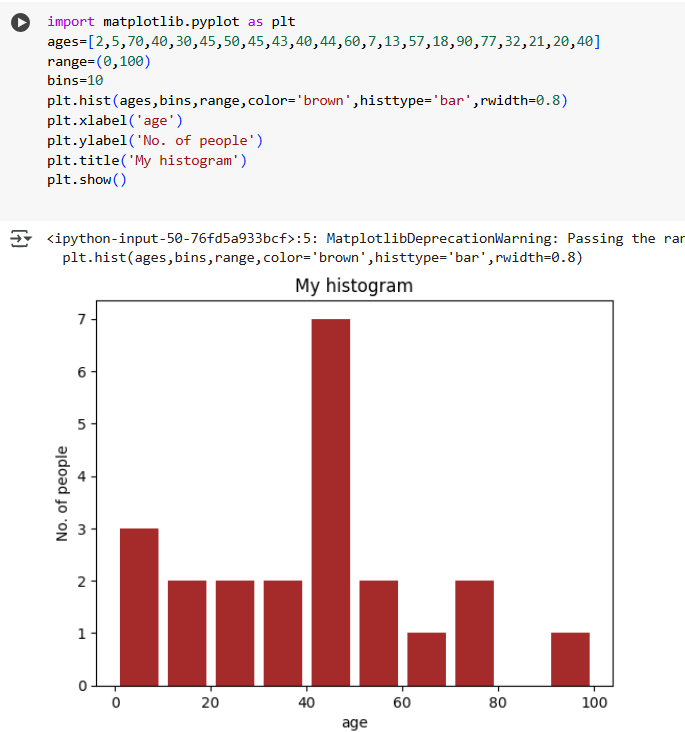 import matplotlib.pyplot as plt
ages=[2,5,70,40,30,45,50,45,43,40,44,60,7,13,57,18,90,77,32,21,20,40]
range=(0,100)
bins=10
plt.hist(ages,bins,range,color='brown',histtype='bar',rwidth=0.8)
plt.xlabel('age')
plt.ylabel('No. of people')
plt.title('My histogram')
plt.show()
<ipython-input-50-76fd5a933bcf>:5: MatplotlibDeprecationWarning: Passing the
plt.hist(ages,bins,range,color='brown',histtype='bar',rwidth=0.8)
My histogram
7
6
5
4
3
2
1
0
No. of people
0 20 40 60 80 100
age